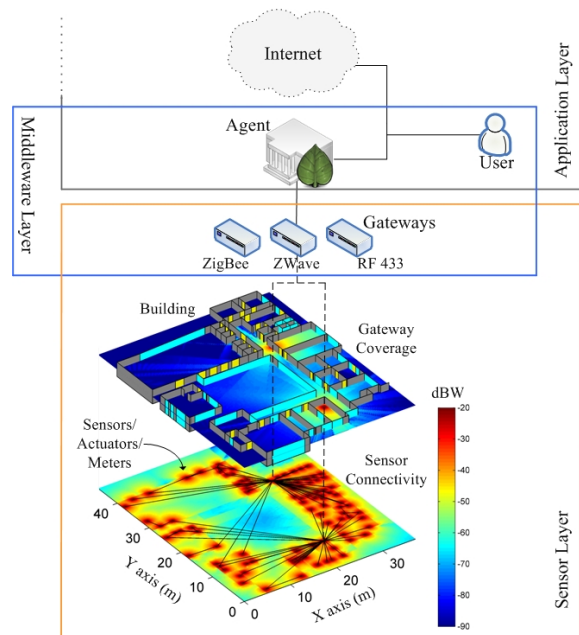 Internet
Application Layer
Middleware Layer
Agent
User
Gateways
ZigBee
ZWave
RF 433
Building
Gateway
Coverage
dBW
Sensors/
Actuators/
Meters
Sensor
Connectivity
-20
-30
-40
-50
-60
-70
-80
-90
40
30
20
10
0
Y axis (m)
0
10
20
30
X axis (m)
Sensor Layer